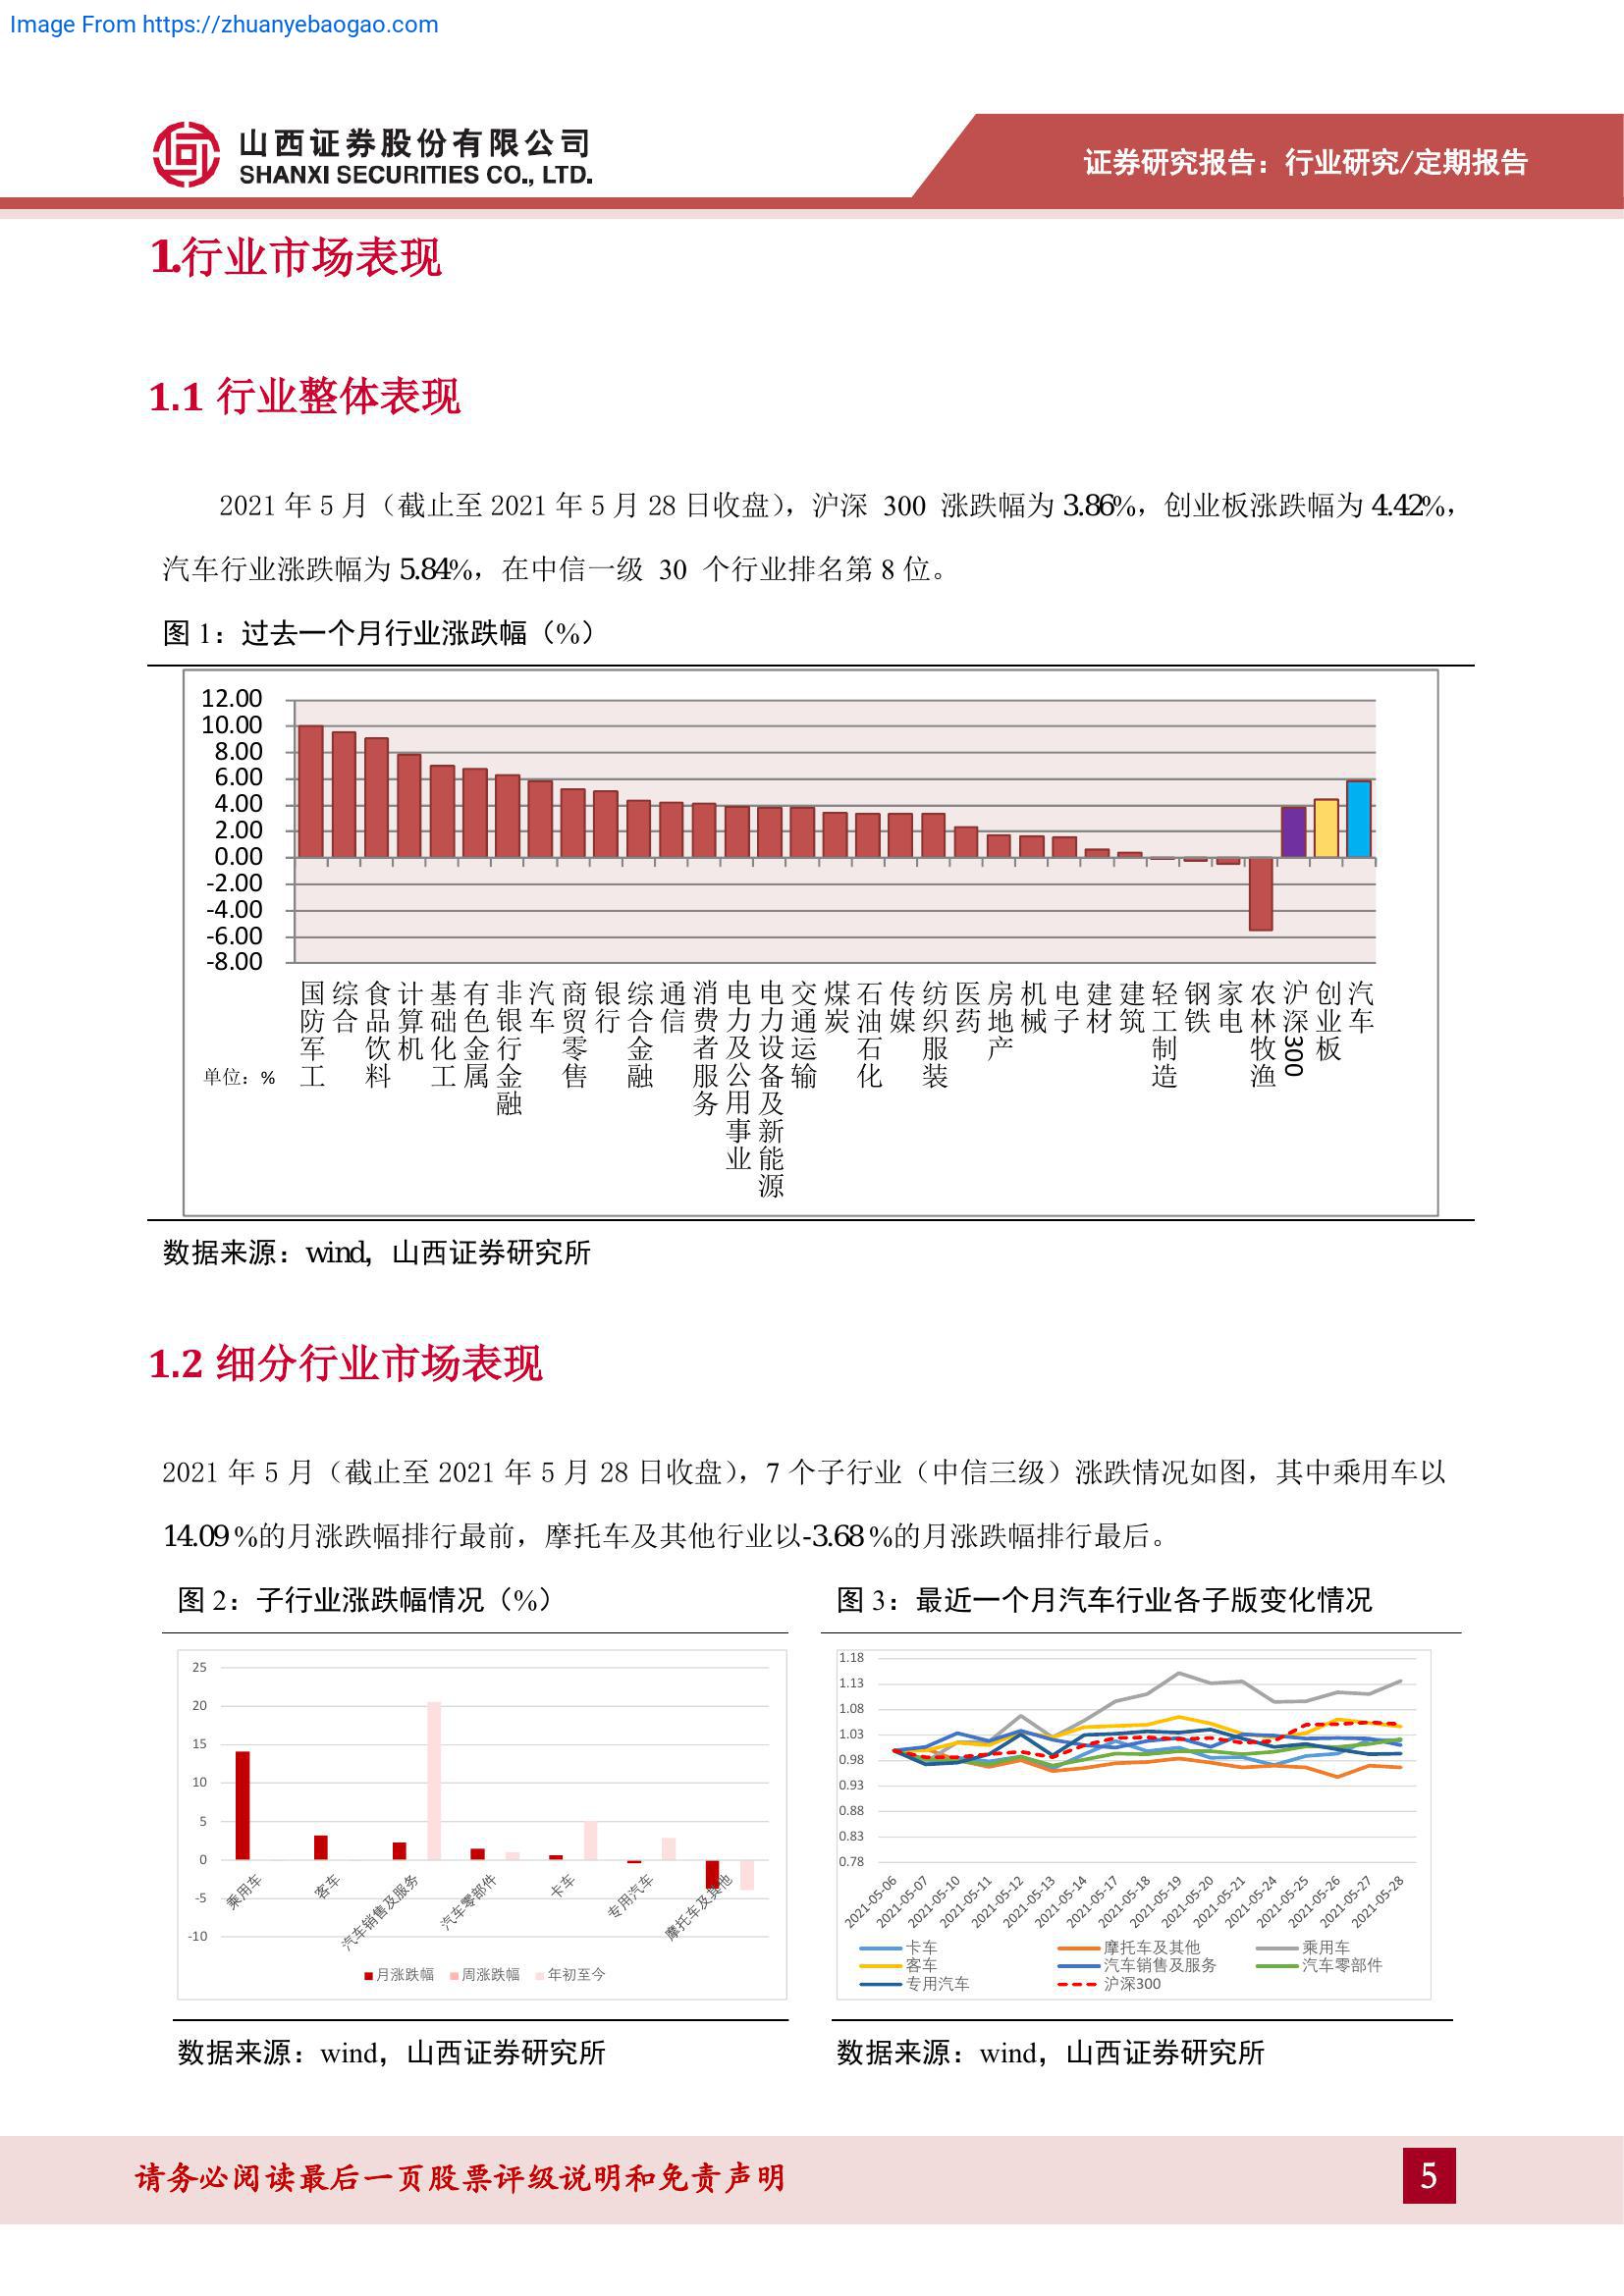 Image From https://zhuanyebaogao.com
山西证券股份有限公司
SHANXI SECURITIES CO., LTD.
证券研究报告：行业研究/定期报告
1.行业市场表现
1.1 行业整体表现
2021 年 5 月（截止至 2021 年 5 月 28 日收盘），沪深 300 涨跌幅为 3.86%，创业板涨跌幅为 4.42%，
汽车行业涨跌幅为 5.84%，在中信一级 30 个行业排名第 8 位。
图 1：过去一个月行业涨跌幅（%）
12.00
10.00
8.00
6.00
4.00
2.00
0.00
-2.00
-4.00
-6.00
-8.00
单位：%
国防军工
综合
食品饮料
计算机
基础化工
有色金属
非银行金融
汽车
商贸零售
银行
综合金融
通信
消费者服务
电力及公用事业
电力设备及新能源
交通运输
煤炭
石油石化
传媒
纺织服装
医药
房地产
机械
电子
建材
建筑
轻工制造
钢铁
家电
农林牧渔
沪深300
创业板
汽车
数据来源：wind，山西证券研究所
1.2 细分行业市场表现
2021 年 5 月（截止至 2021 年 5 月 28 日收盘），7 个子行业（中信三级）涨跌情况如图，其中乘用车以
14.09 %的月涨跌幅排行最前，摩托车及其他行业以-3.68 %的月涨跌幅排行最后。
图 2：子行业涨跌幅情况（%）
25
20
15
10
5
0
-5
-10
乘用车
客车
汽车销售及服务
汽车零部件
卡车
专用汽车
摩托车及其他
月涨跌幅 周涨跌幅 年初至今
数据来源：wind，山西证券研究所
图 3：最近一个月汽车行业各子版变化情况
1.18
1.13
1.08
1.03
0.98
0.93
0.88
0.83
0.78
2021-05-06
2021-05-07
2021-05-10
2021-05-11
2021-05-12
2021-05-13
2021-05-14
2021-05-17
2021-05-18
2021-05-19
2021-05-20
2021-05-21
2021-05-24
2021-05-25
2021-05-26
2021-05-27
2021-05-28
卡车 摩托车及其他 乘用车
客车 汽车销售及服务 汽车零部件
专用汽车 沪深300
数据来源：wind，山西证券研究所
请务必阅读最后一页股票评级说明和免责声明
5